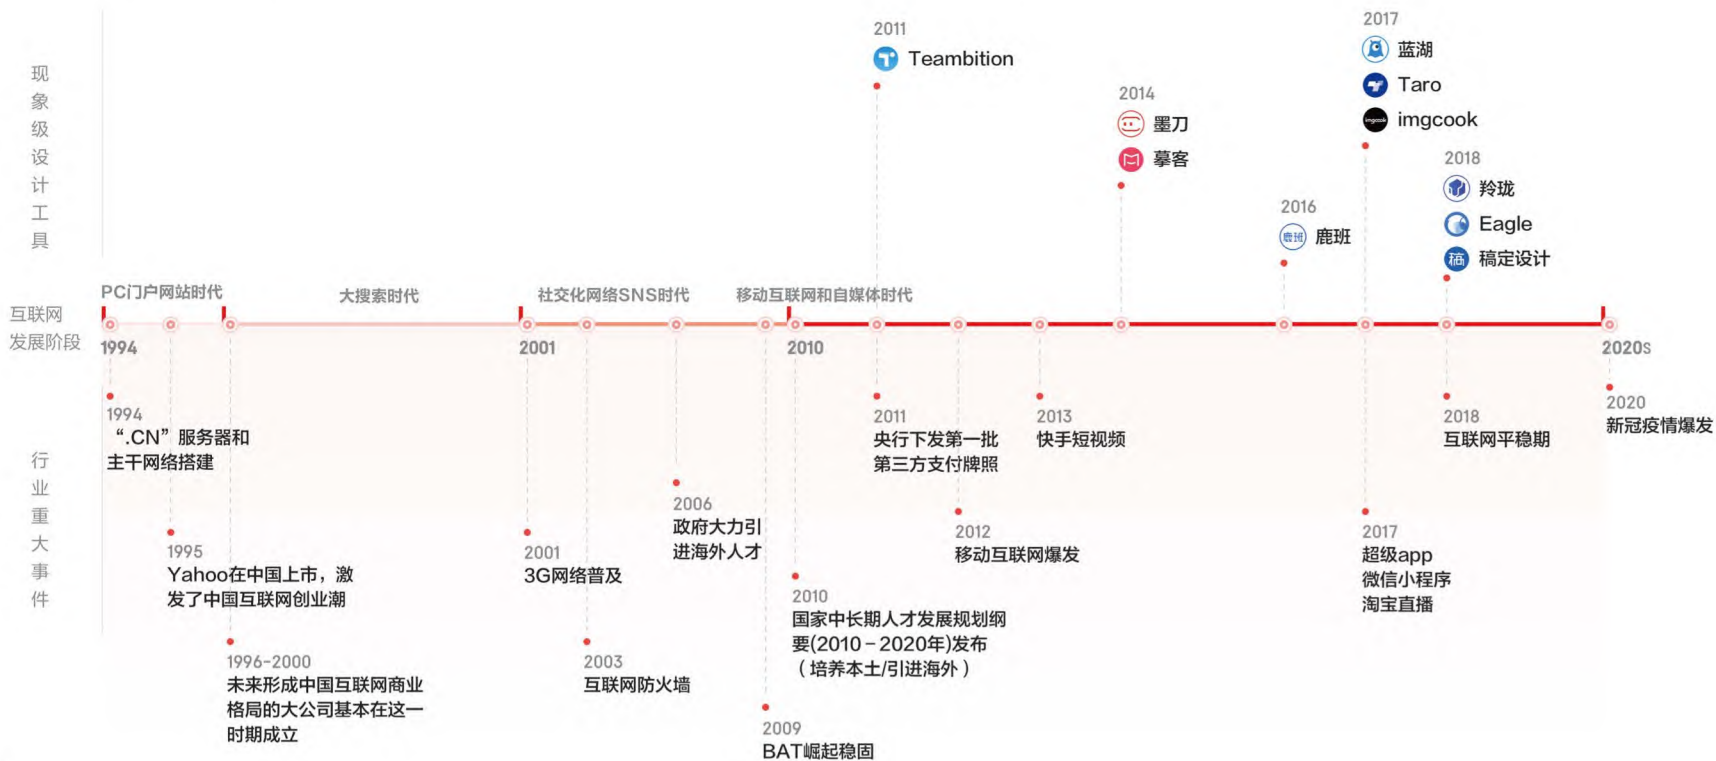 现象级设计工具
2011
Teambition
2014
墨刀
摹客
2016
鹿班
鹿班
2017
蓝湖
Taro
imgcook
imgcook
2018
羚珑
Eagle
稿
稿定设计
互联网
发展阶段
PC门户网站时代
大搜索时代
社交化网络SNS时代
移动互联网和自媒体时代
1994
2001
2010
2020s
行业重大事件
1994
“.CN”服务器和
主干网络搭建
1995
Yahoo在中国上市，激
发了中国互联网创业潮
1996-2000
未来形成中国互联网商业
格局的大公司基本在这一
时期成立
2001
3G网络普及
2003
互联网防火墙
2006
政府大力引
进海外人才
2009
BAT崛起稳固
2010
国家中长期人才发展规划纲
要(2010－2020年)发布
（培养本土/引进海外）
2011
央行下发第一批
第三方支付牌照
2012
移动互联网爆发
2013
快手短视频
2017
超级app
微信小程序
淘宝直播
2018
互联网平稳期
2020
新冠疫情爆发